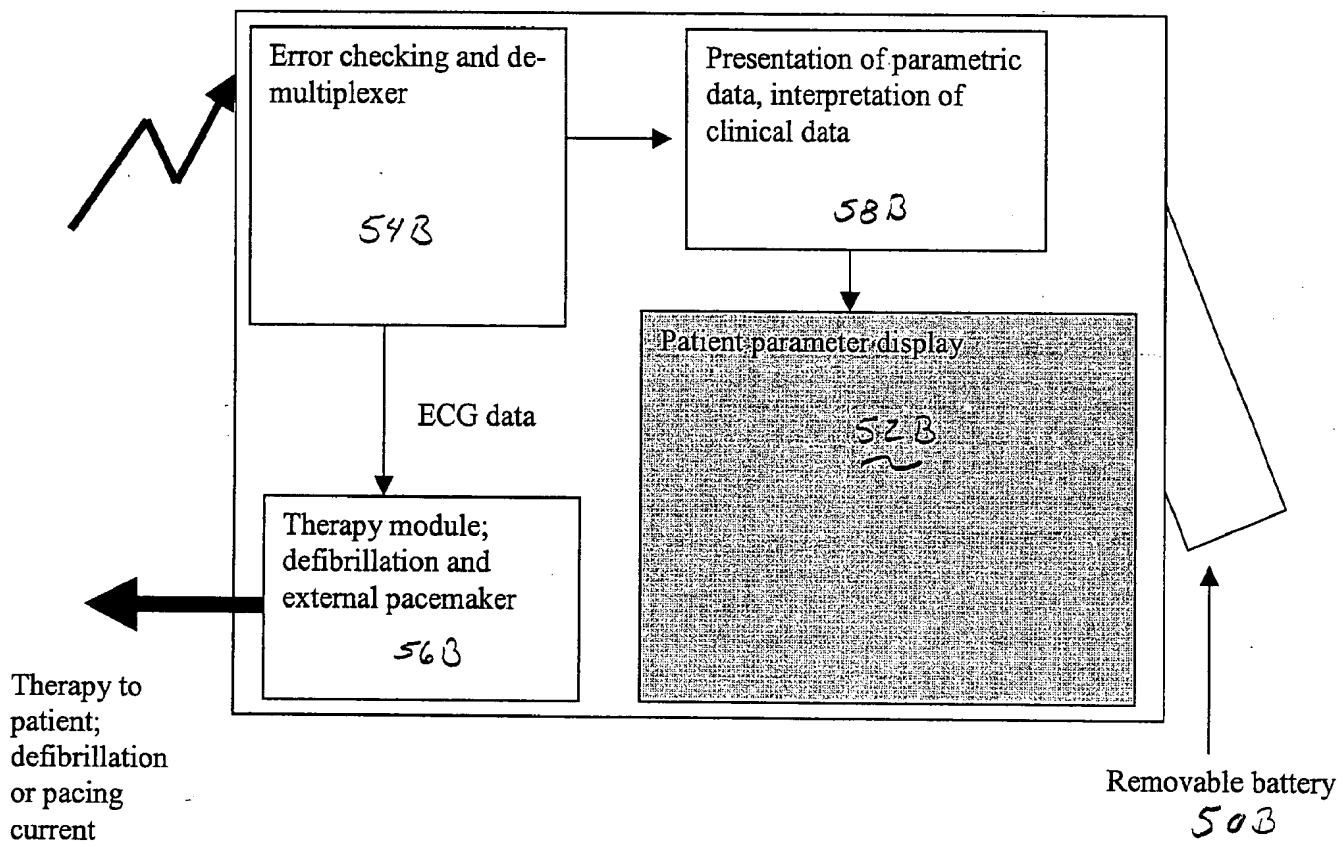 Error checking and de-
multiplexer
54B
Presentation of parametric
data, interpretation of
clinical data
58B
ECG data
Patient parameter display
52B
Therapy module;
defibrillation and
external pacemaker
56B
Therapy to
patient;
defibrillation
or pacing
current
Removable battery
50B